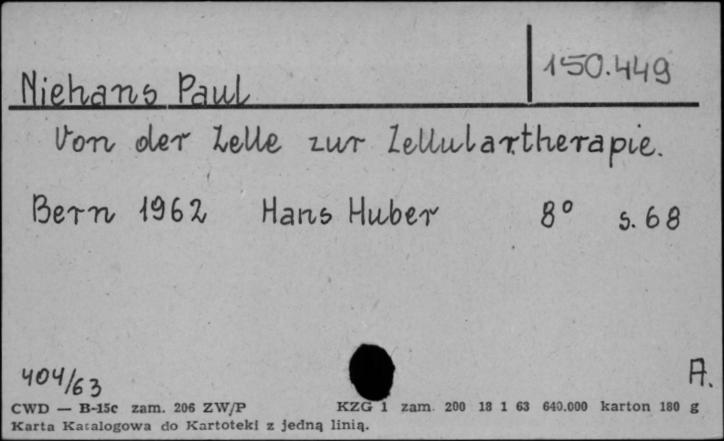 150.449
Niehans Paul
Von der Zelle zur Zellulartherapie.
Bern 1962 Hans Huber 8° s. 68
404/63
A.
CWD — B-15c zam. 206 ZW/P KZG 1 zam. 200 18 1 63 640.000 karton 180 g
Karta Katalogowa do Kartoteki z jedną linią.